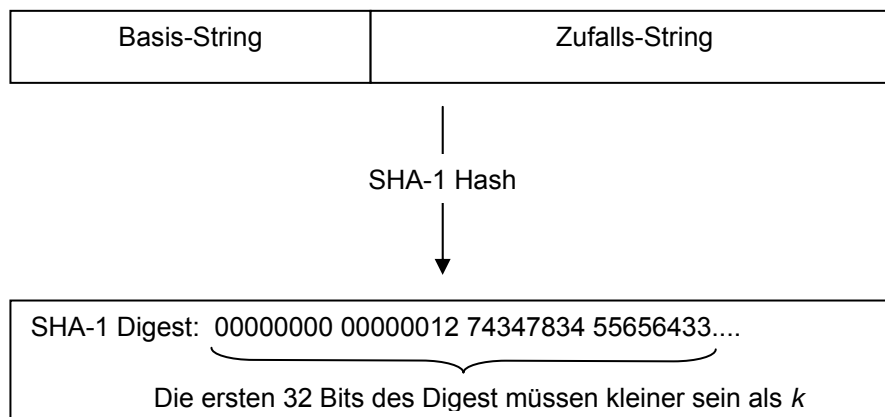 Basis-String
Zufalls-String
SHA-1 Hash
SHA-1 Digest: 00000000 00000012 74347834 55656433....
Die ersten 32 Bits des Digest müssen kleiner sein als k